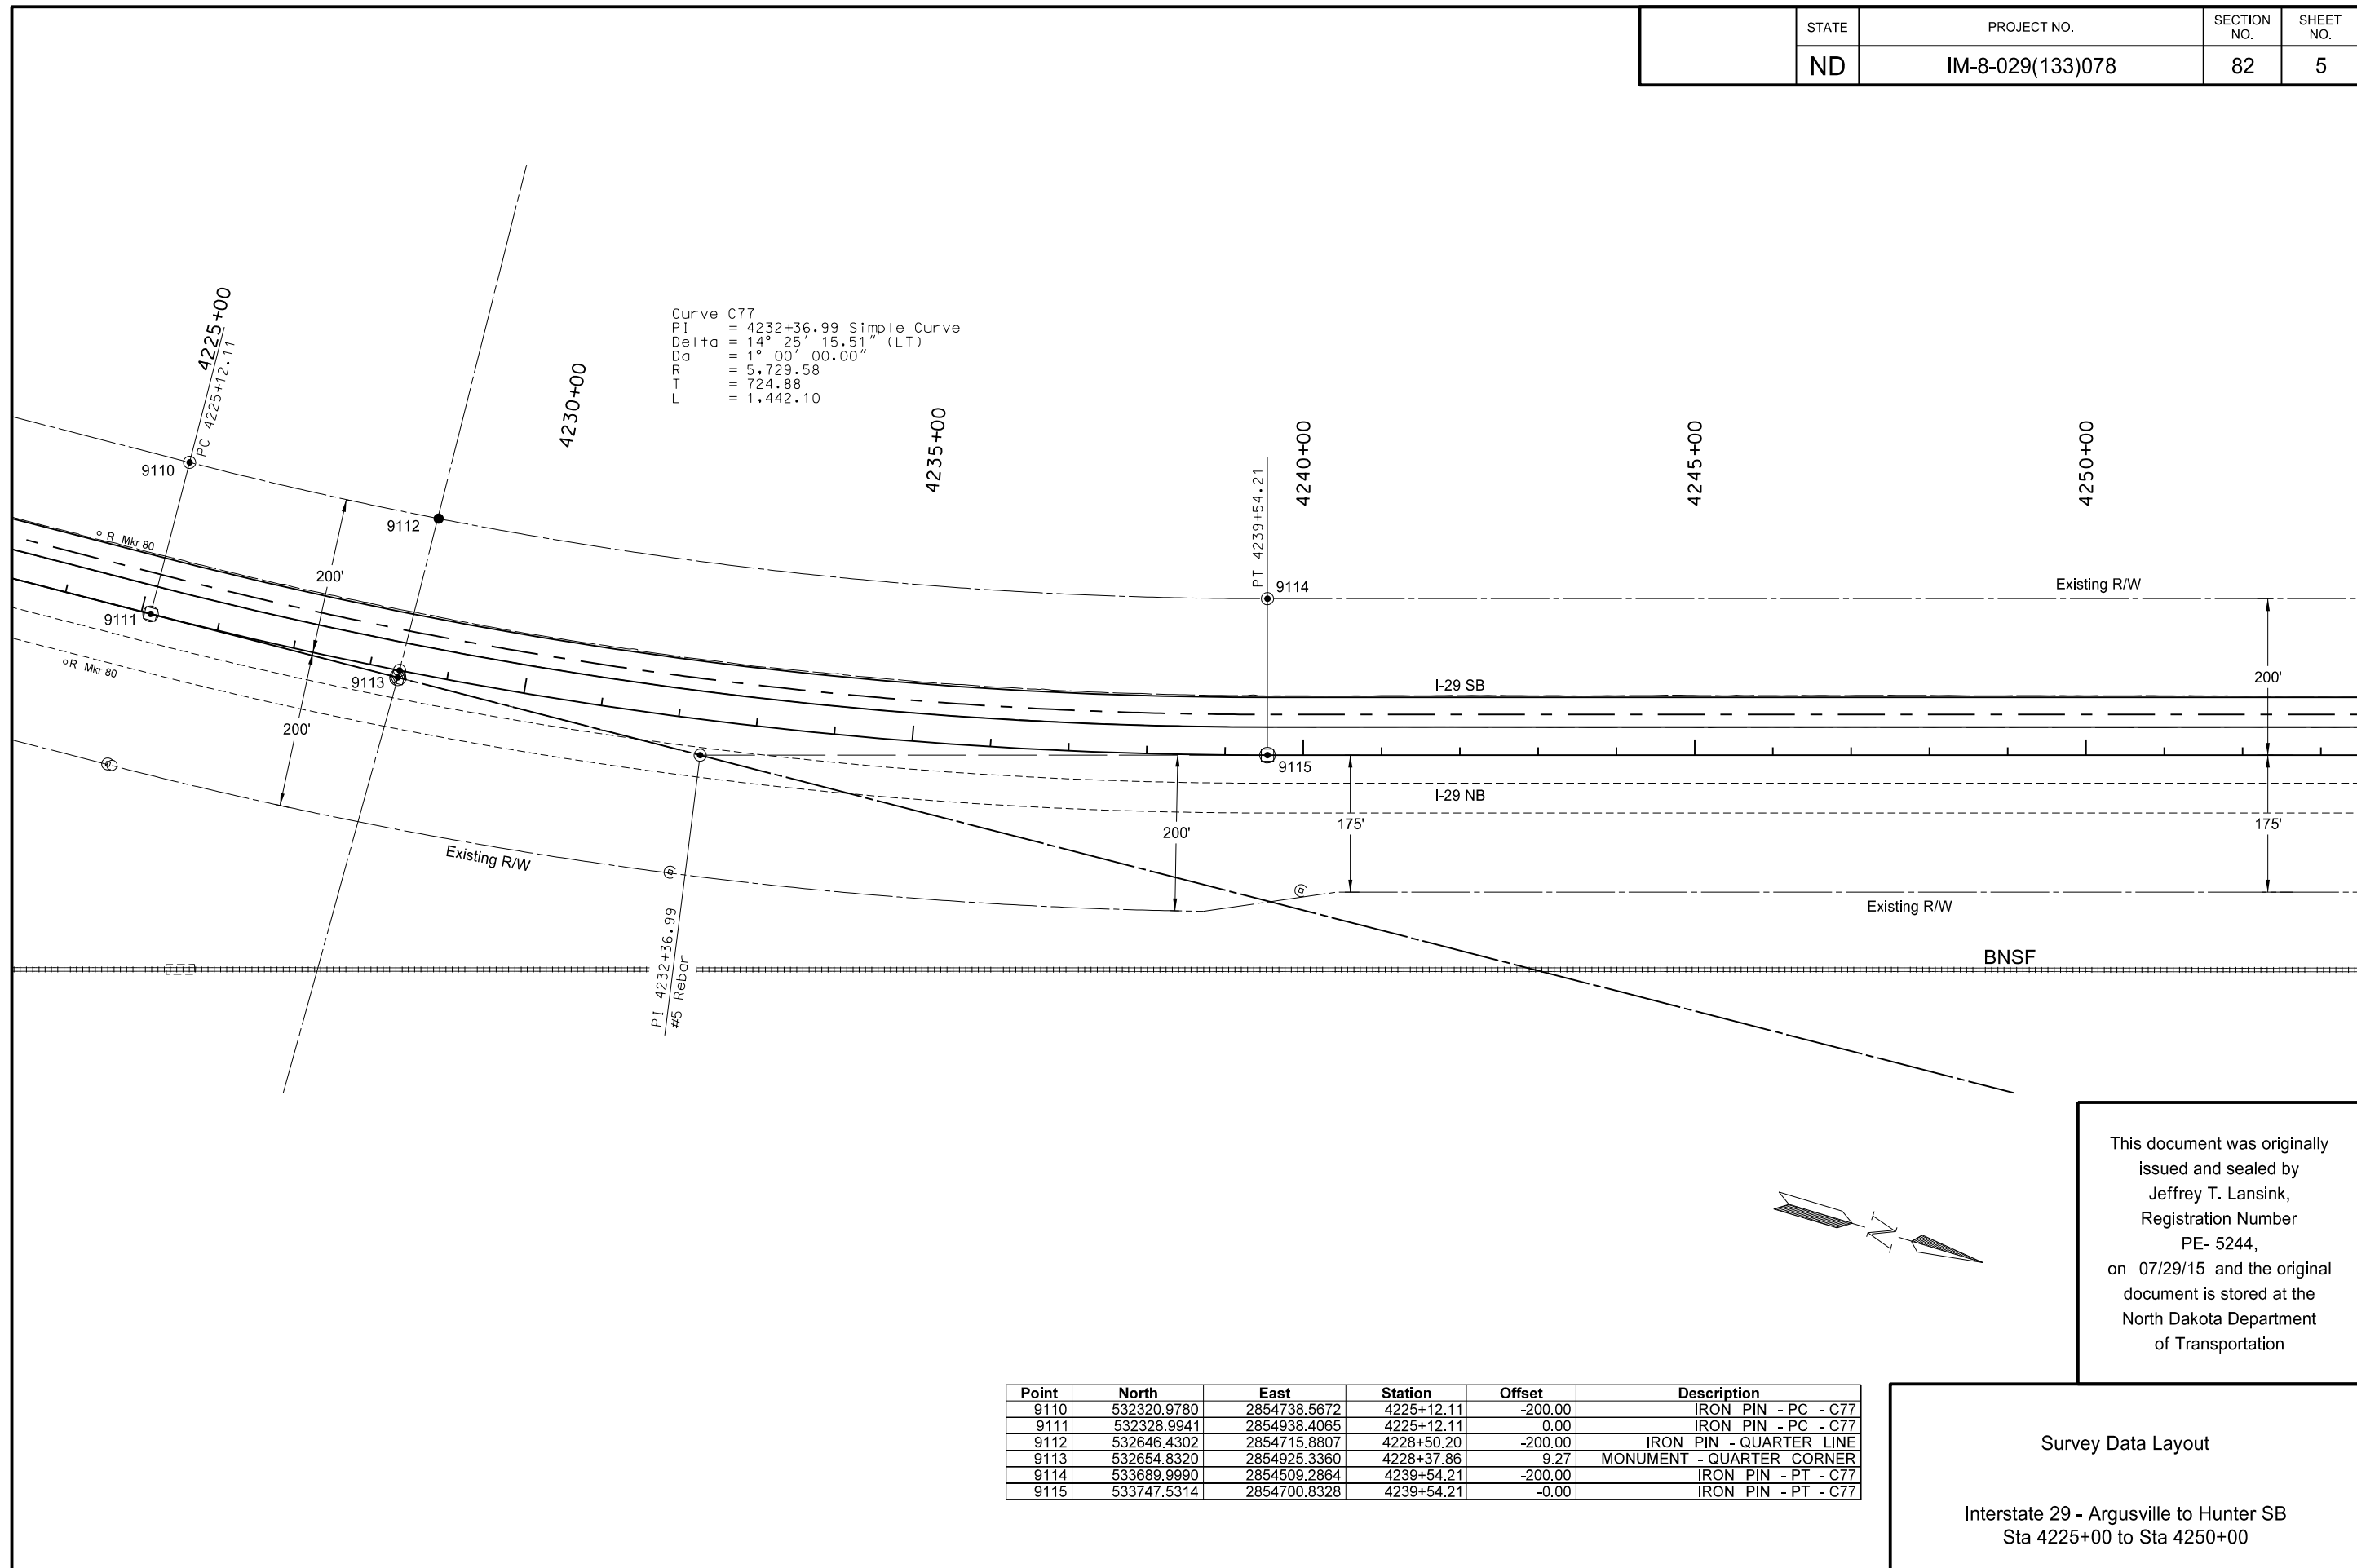 STATE
PROJECT NO.
SECTION
NO.
SHEET
NO.
ND
IM-8-029(133)078
82
5
4225+00
PC 4225+12.11
Curve C77
PI = 4232+36.99 Simple Curve
Delta = 14° 25' 15.51" (LT)
Da = 1° 00' 00.00"
R = 5,729.58
T = 724.88
L = 1,442.10
4230+00
4235+00
4240+00
4245+00
4250+00
PT 4239+54.21
9110
9112
9114
Existing R/W
R Mkr 80
200'
9111
R Mkr 80
9113
I-29 SB
200'
200'
9115
I-29 NB
200'
175'
175'
Existing R/W
Existing R/W
PI 4232+36.99
#5 Rebar
BNSF
N
This document was originally
issued and sealed by
Jeffrey T. Lansink,
Registration Number
PE- 5244,
on 07/29/15 and the original
document is stored at the
North Dakota Department
of Transportation
Point North East Station Offset Description
9110 532320.9780 2854738.5672 4225+12.11 -200.00 IRON PIN - PC - C77
9111 532328.9941 2854938.4065 4225+12.11 0.00 IRON PIN - PC - C77
9112 532646.4302 2854715.8807 4228+50.20 -200.00 IRON PIN - QUARTER LINE
9113 532654.8320 2854925.3360 4228+37.86 9.27 MONUMENT - QUARTER CORNER
9114 533689.9990 2854509.2864 4239+54.21 -200.00 IRON PIN - PT - C77
9115 533747.5314 2854700.8328 4239+54.21 -0.00 IRON PIN - PT - C77
Survey Data Layout
Interstate 29 - Argusville to Hunter SB
Sta 4225+00 to Sta 4250+00